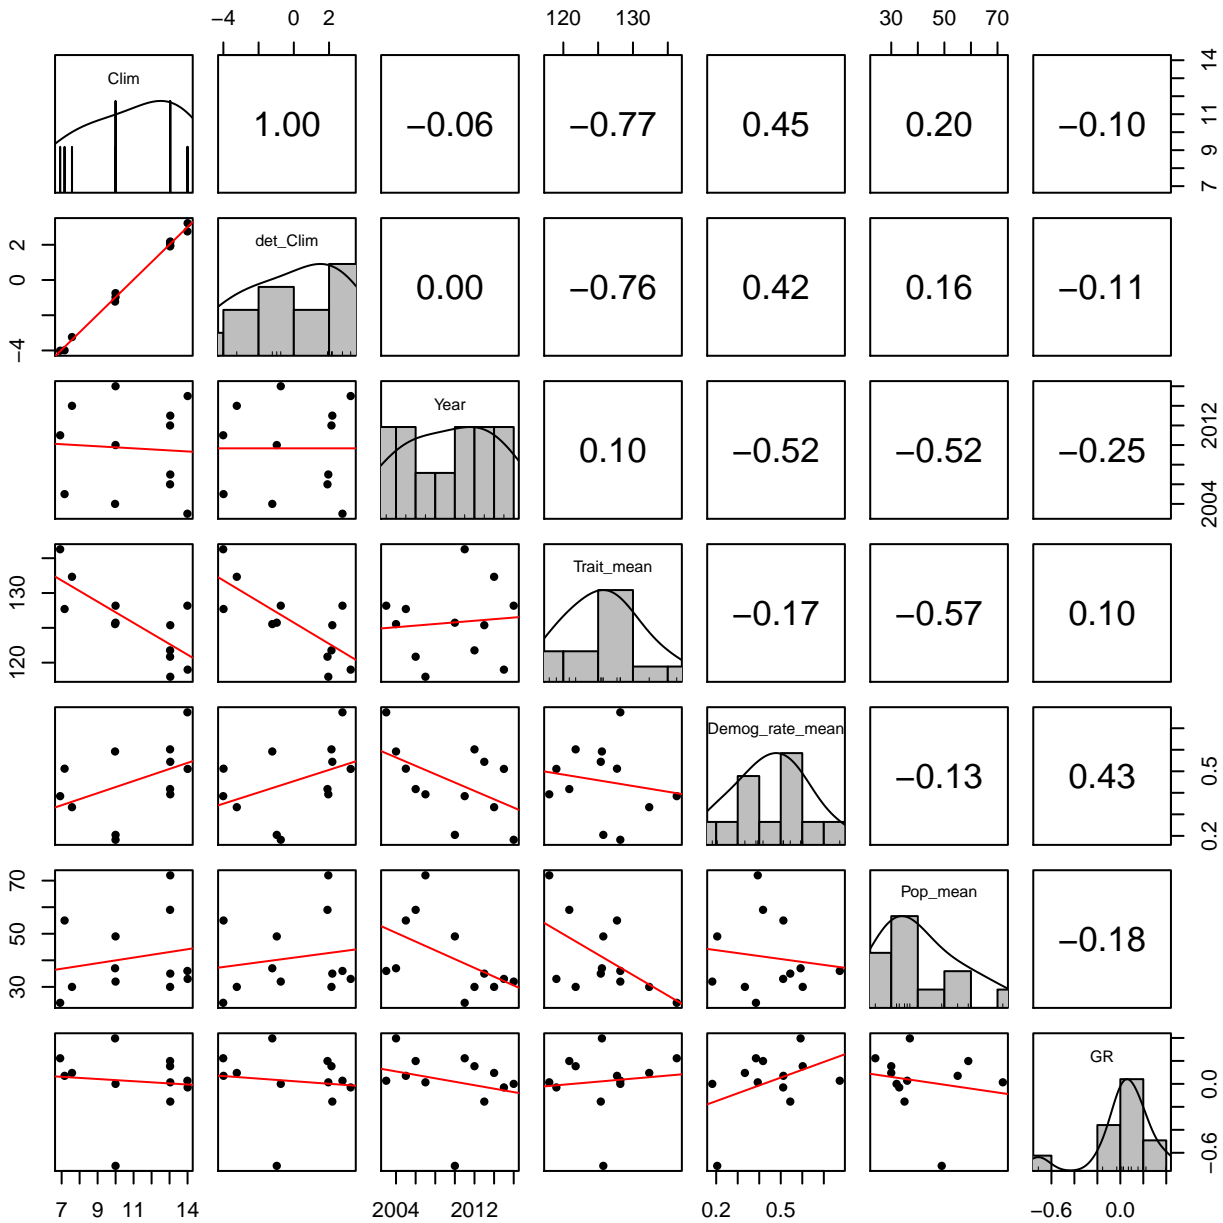 −4 0 2 120 130 30 50 70
Clim 1.00 −0.06 −0.77 0.45 0.20 −0.10 7 9 11 14
−4 0 2 det_Clim 0.00 −0.76 0.42 0.16 −0.11
Year 0.10 −0.52 −0.52 −0.25 2004 2012
120 130 Trait_mean −0.17 −0.57 0.10
Demog_rate_mean −0.13 0.43 0.2 0.5
30 50 70 Pop_mean −0.18
GR −0.6 0.0
7 9 11 14 2004 2012 0.2 0.5 −0.6 0.0